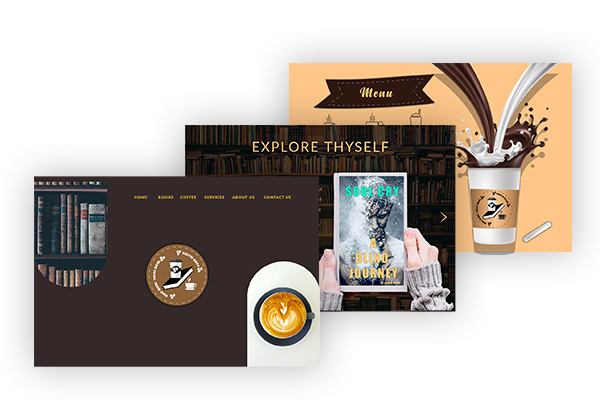 Menu
EXPLORE THYSELF
SOUL CRY
A
BLIND
JOURNEY
HOME BOOKS COFFEE SERVICES ABOUT US CONTACT US